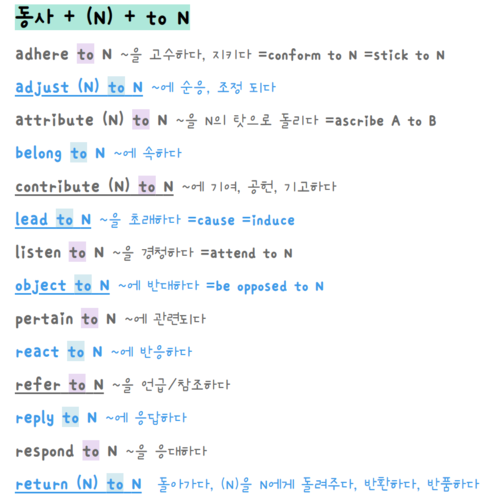 동사 + (N) + to N
adhere to N ~을 고수하다, 지키다 =conform to N =stick to N
adjust (N) to N ~에 순응, 조정 되다
attribute (N) to N ~을 N의 탓으로 돌리다 =ascribe A to B
belong to N ~에 속하다
contribute (N) to N ~에 기여, 공헌, 기고하다
lead to N ~을 초래하다 =cause =induce
listen to N ~을 경청하다 =attend to N
object to N ~에 반대하다 =be opposed to N
pertain to N ~에 관련되다
react to N ~에 반응하다
refer to N ~을 언급/참조하다
reply to N ~에 응답하다
respond to N ~을 응대하다
return (N) to N 돌아가다, (N)을 N에게 돌려주다, 반환하다, 반품하다